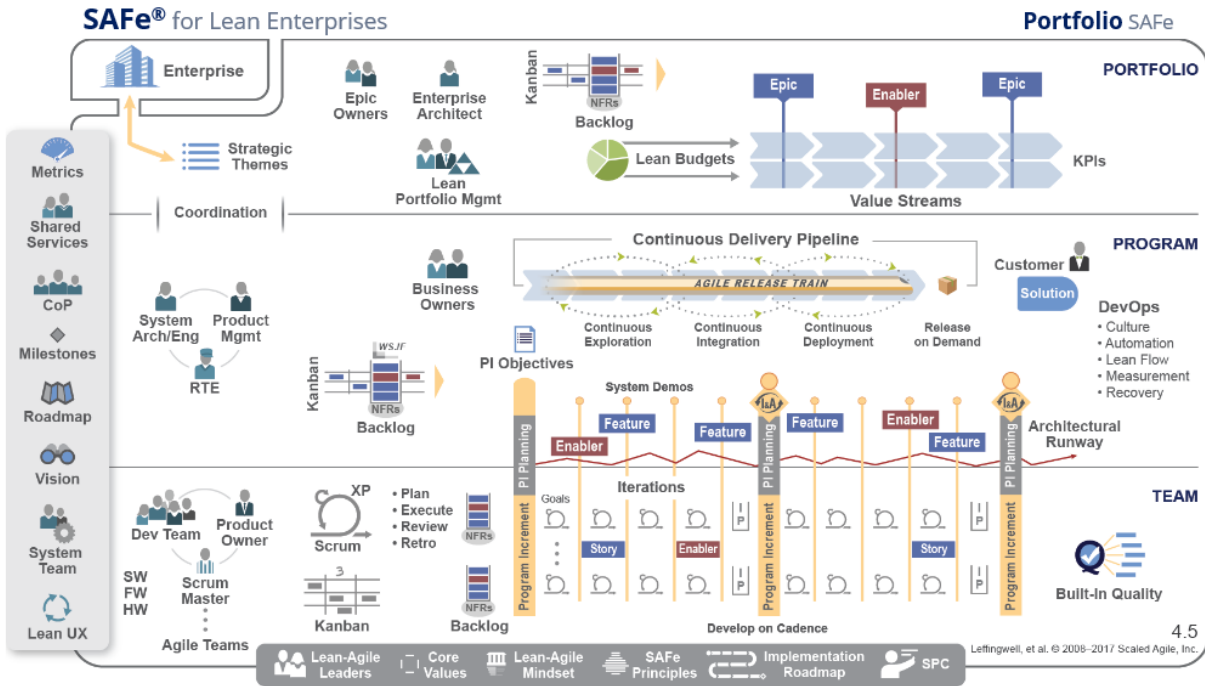 SAFe® for Lean Enterprises
Portfolio SAFe
Enterprise
Strategic
Themes
Epic
Owners
Enterprise
Architect
Lean
Portfolio Mgmt
Kanban
NFRs
Backlog
Lean Budgets
Epic
Enabler
Epic
KPIs
Value Streams
PORTFOLIO
Metrics
Shared
Services
CoP
Milestones
Roadmap
Vision
System
Team
Lean UX
Coordination
PROGRAM
Business
Owners
System
Arch/Eng
Product
Mgmt
RTE
Continuous Delivery Pipeline
AGILE RELEASE TRAIN
Continuous
Exploration
Continuous
Integration
Continuous
Deployment
Release
on Demand
Customer
Solution
DevOps
• Culture
• Automation
• Lean Flow
• Measurement
• Recovery
Kanban
WSJF
NFRs
Backlog
PI Objectives
System Demos
I&A
I&A
PI Planning
PI Planning
PI Planning
Enabler
Feature
Feature
Feature
Enabler
Feature
Architectural
Runway
TEAM
Dev Team
Product
Owner
Scrum
Master
SW
FW
HW
Agile Teams
XP
Scrum
• Plan
• Execute
• Review
• Retro
3
Kanban
NFRs
NFRs
Backlog
Program Increment
Program Increment
Program Increment
Goals
Iterations
Story
Enabler
Story
I
P
I
P
I
P
I
P
Develop on Cadence
Built-In Quality
4.5
Leffingwell, et al. © 2008–2017 Scaled Agile, Inc.
Lean-Agile
Leaders
Core
Values
Lean-Agile
Mindset
SAFe
Principles
Implementation
Roadmap
SPC